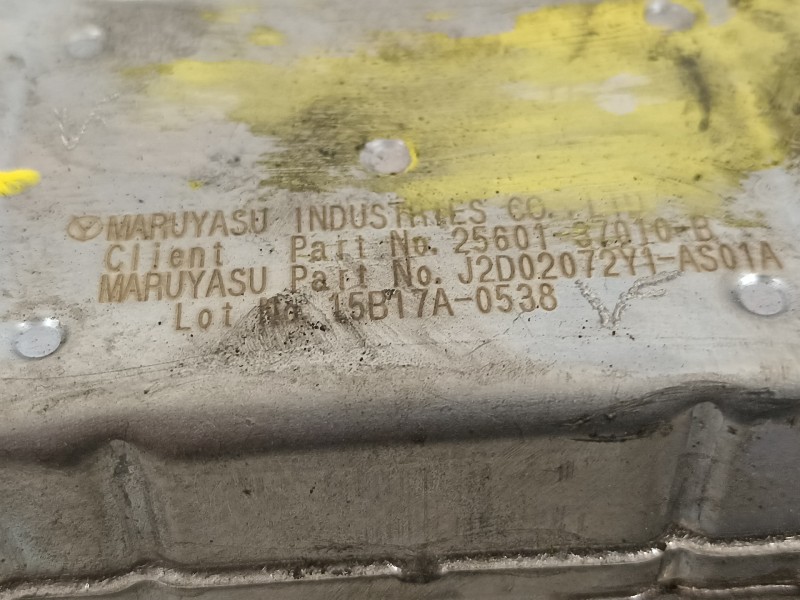 MARUYASU INDUSTRIES CO.,LTD
Client Part No. 25601-37010-B
MARUYASU Part No. J2D02072Y1-AS01A
Lot No. 15B17A-0538